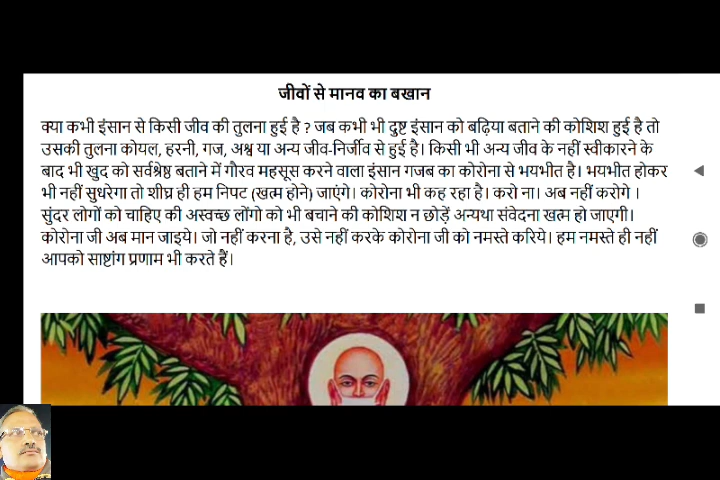 जीवों से मानव का बखान
क्या कभी इंसान से किसी जीव की तुलना हुई है ? जब कभी भी दुष्ट इंसान को बढ़िया बताने की कोशिश हुई है तो
उसकी तुलना कोयल, हरनी, गज, अश्व या अन्य जीव-निर्जीव से हुई है। किसी भी अन्य जीव के नहीं स्वीकारने के
बाद भी खुद को सर्वश्रेष्ठ बताने में गौरव महसूस करने वाला इंसान गजब का कोरोना से भयभीत है। भयभीत होकर
भी नहीं सुधरेगा तो शीघ्र ही हम निपट (खत्म होने) जाएंगे। कोरोना भी कह रहा है। करो ना। अब नहीं करोगे ।
सुंदर लोगों को चाहिए की अस्वच्छ लोंगो को भी बचाने की कोशिश न छोड़ें अन्यथा संवेदना खत्म हो जाएगी।
कोरोना जी अब मान जाइये। जो नहीं करना है, उसे नहीं करके कोरोना जी को नमस्ते करिये। हम नमस्ते ही नहीं
आपको साष्टांग प्रणाम भी करते हैं।